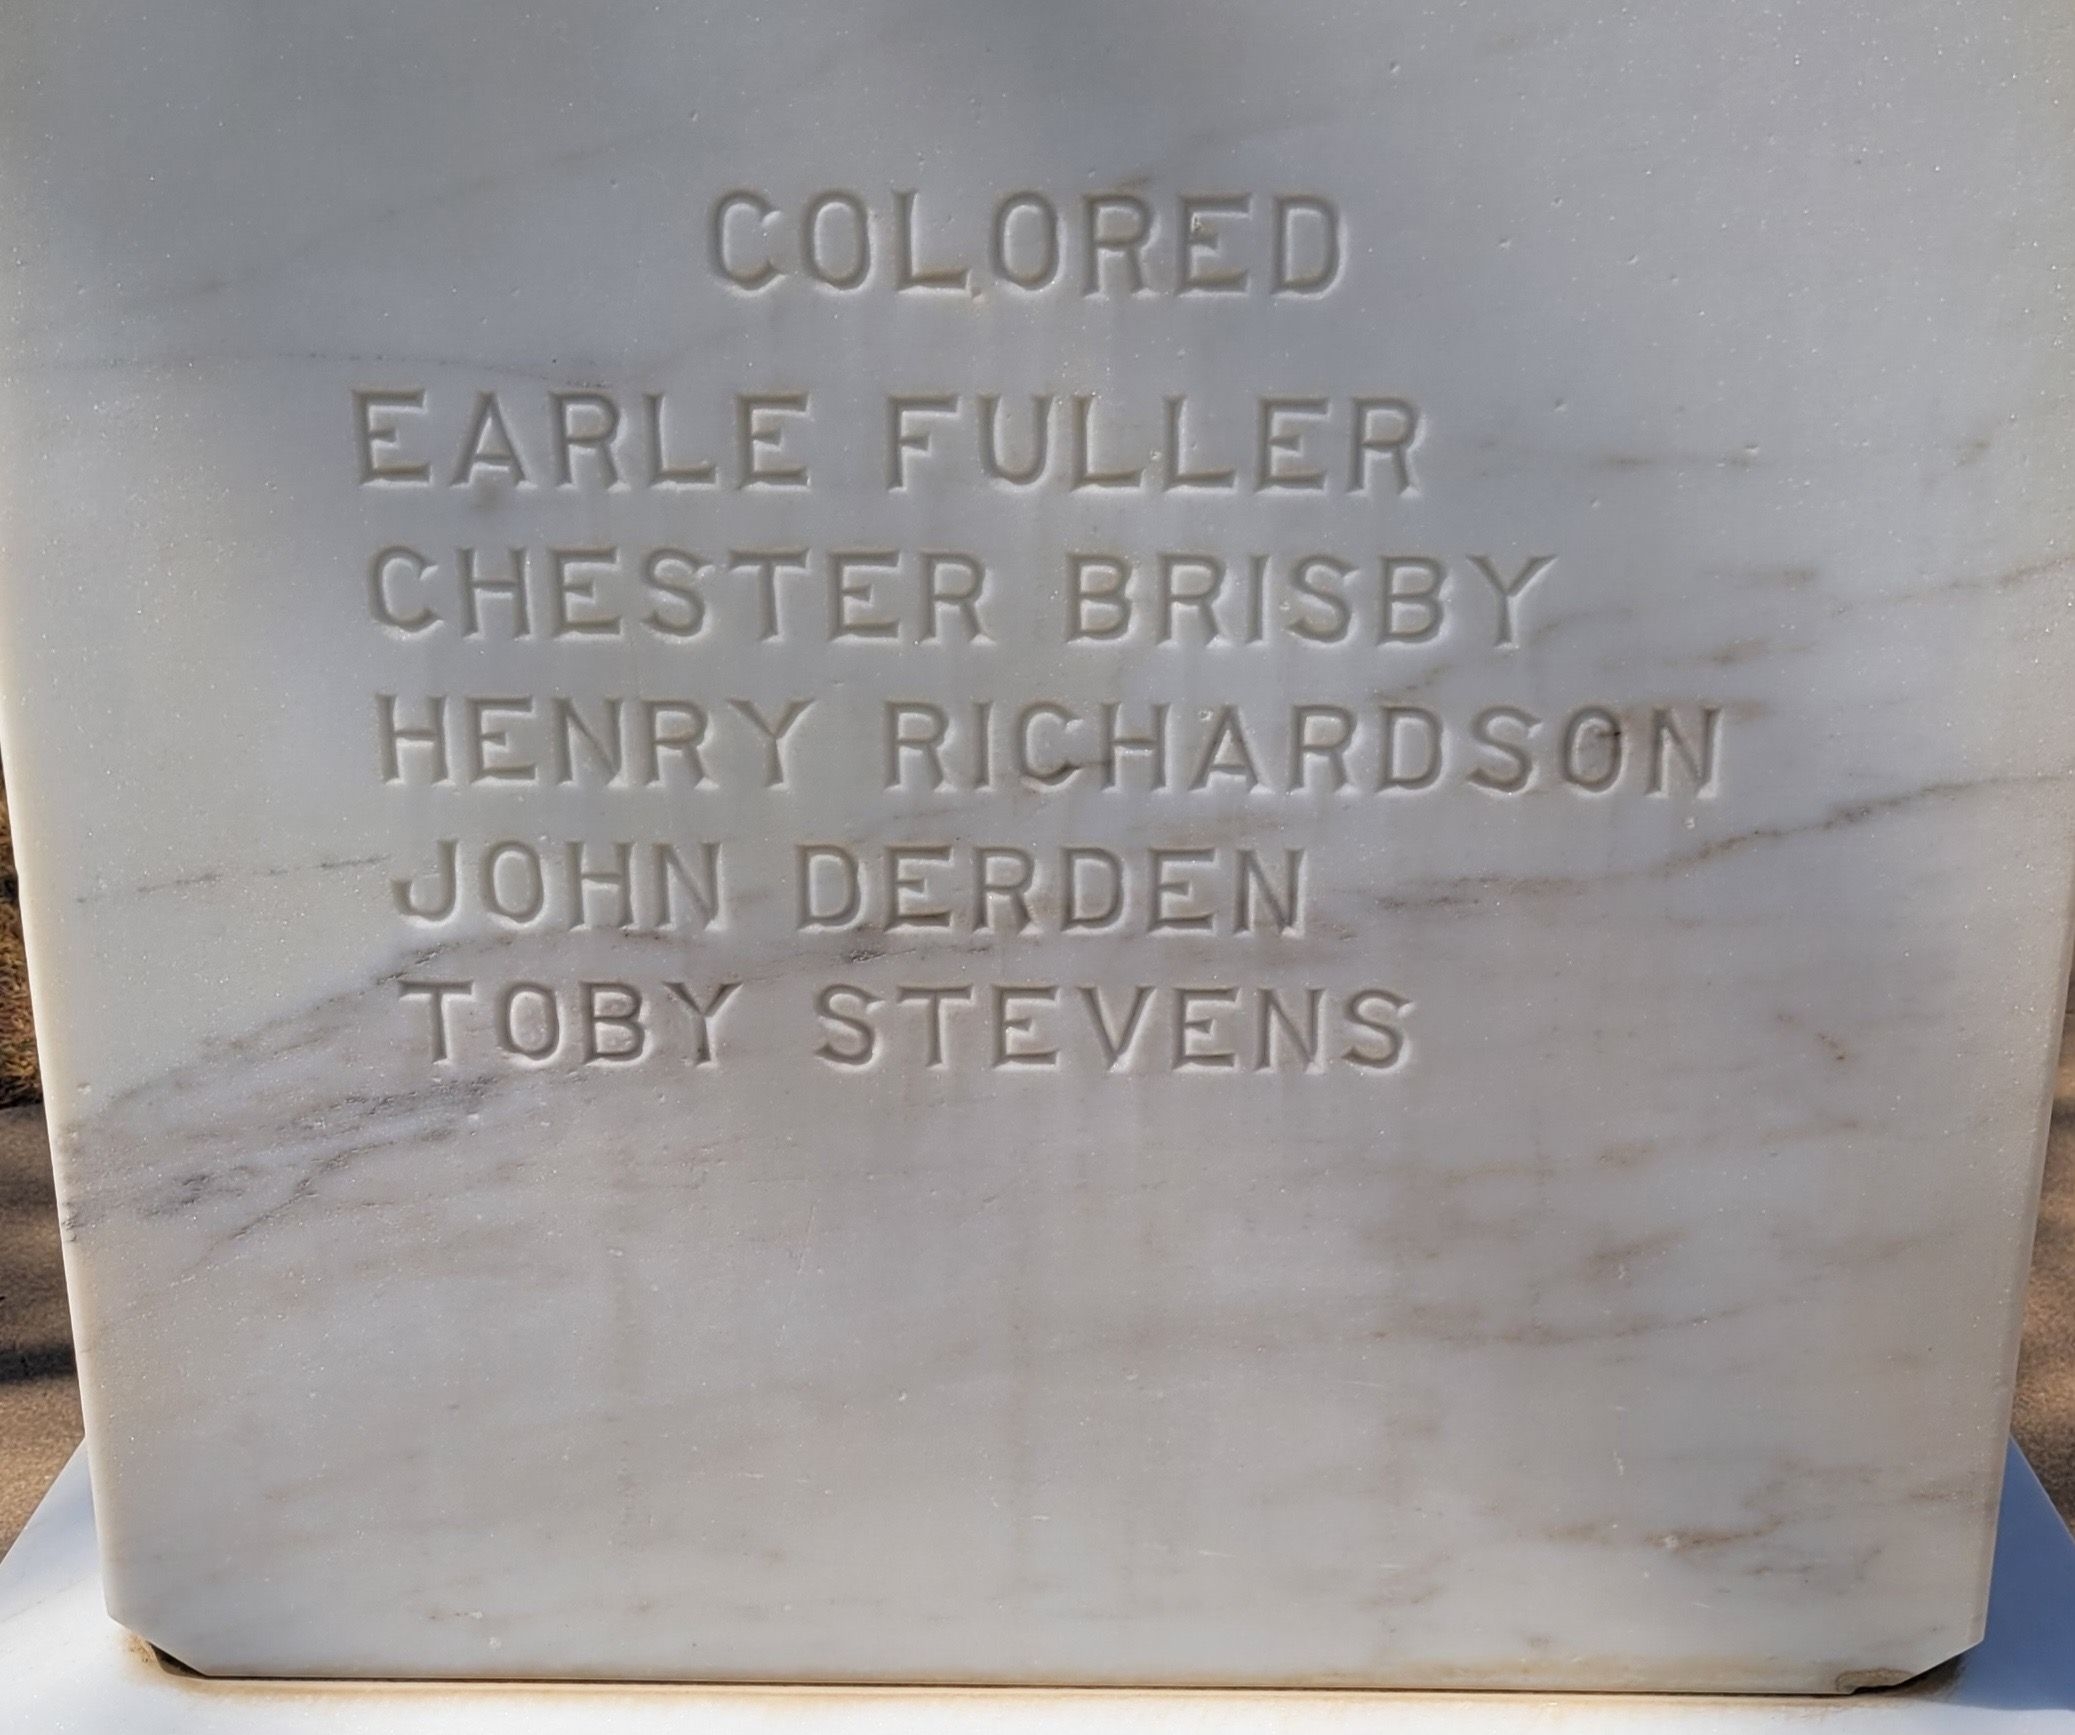 COLORED
EARLE FULLER
CHESTER BRISBY
HENRY RICHARDSON
JOHN DERDEN
TOBY STEVENS